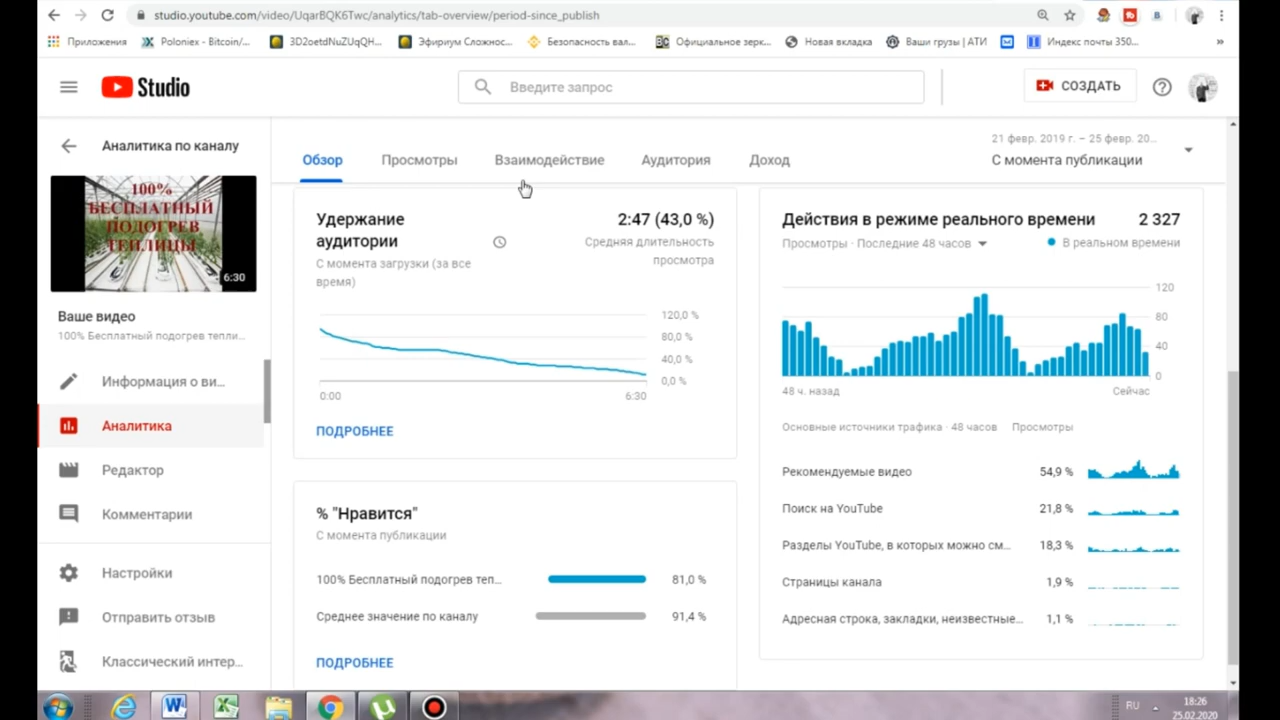 studio.youtube.com/video/UqarBQK6Twc/analytics/tab-overview/period-since_publish
Приложения
Poloniex - Bitcoin/...
3D2oetdNuZUqQH...
Эфириум Сложнос...
Безопасность вал...
Официальное зерк...
Новая вкладка
Ваши грузы | АТИ
Индекс почты 350...
»
Studio
Введите запрос
СОЗДАТЬ
Аналитика по каналу
100%
БЕСПЛАТНЫЙ
ПОДОГРЕВ
ТЕПЛИЦЫ
6:30
Ваше видео
100% Бесплатный подогрев тепли...
Информация о ви...
Аналитика
Редактор
Комментарии
Настройки
Отправить отзыв
Классический интер...
Обзор
Просмотры
Взаимодействие
Аудитория
Доход
21 февр. 2019 г. – 25 февр. 20...
С момента публикации
Удержание
аудитории
С момента загрузки (за все
время)
2:47 (43,0 %)
Средняя длительность
просмотра
120,0 %
80,0 %
40,0 %
0,0 %
0:00
6:30
ПОДРОБНЕЕ
% "Нравится"
С момента публикации
100% Бесплатный подогрев теп... 81,0 %
Среднее значение по каналу 91,4 %
ПОДРОБНЕЕ
Действия в режиме реального времени 2 327
Просмотры · Последние 48 часов
В реальном времени
120
80
40
0
48 ч. назад
Сейчас
Основные источники трафика · 48 часов Просмотры
Рекомендуемые видео 54,9 %
Поиск на YouTube 21,8 %
Разделы YouTube, в которых можно см... 18,3 %
Страницы канала 1,9 %
Адресная строка, закладки, неизвестные... 1,1 %
RU
18:26
25.02.2020